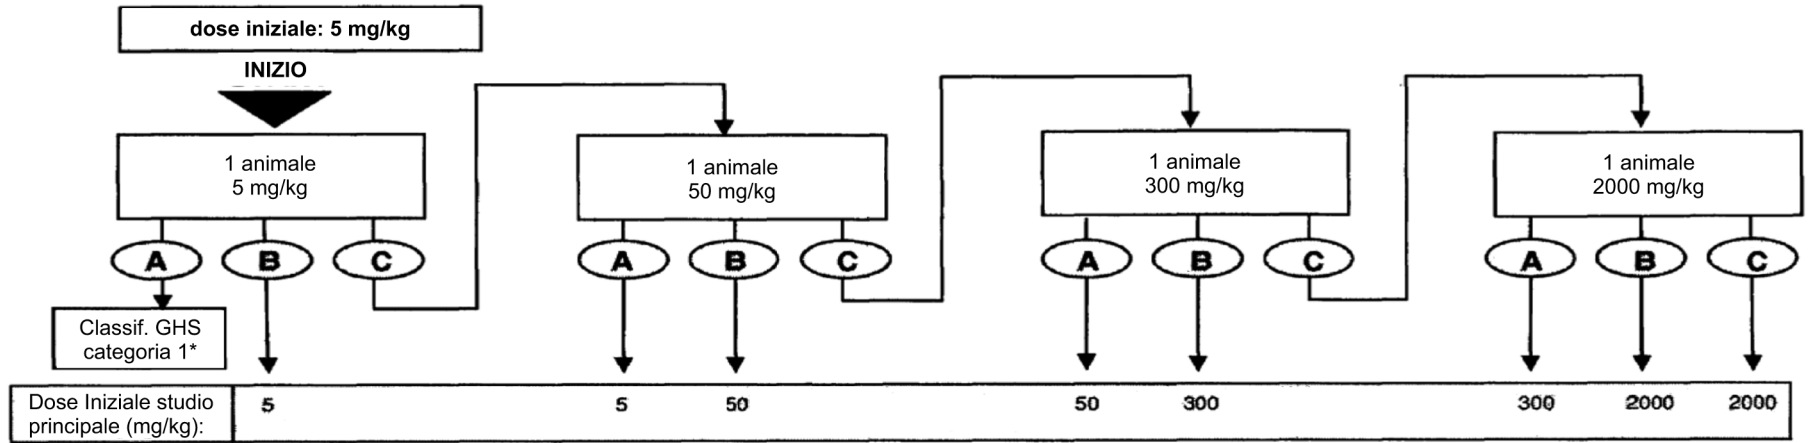 dose iniziale: 5 mg/kg
INIZIO
1 animale
5 mg/kg
1 animale
50 mg/kg
1 animale
300 mg/kg
1 animale
2000 mg/kg
A B C A B C A B C A B C
Classif. GHS
categoria 1*
Dose Iniziale studio
principale (mg/kg):
5 5 50 50 300 300 2000 2000